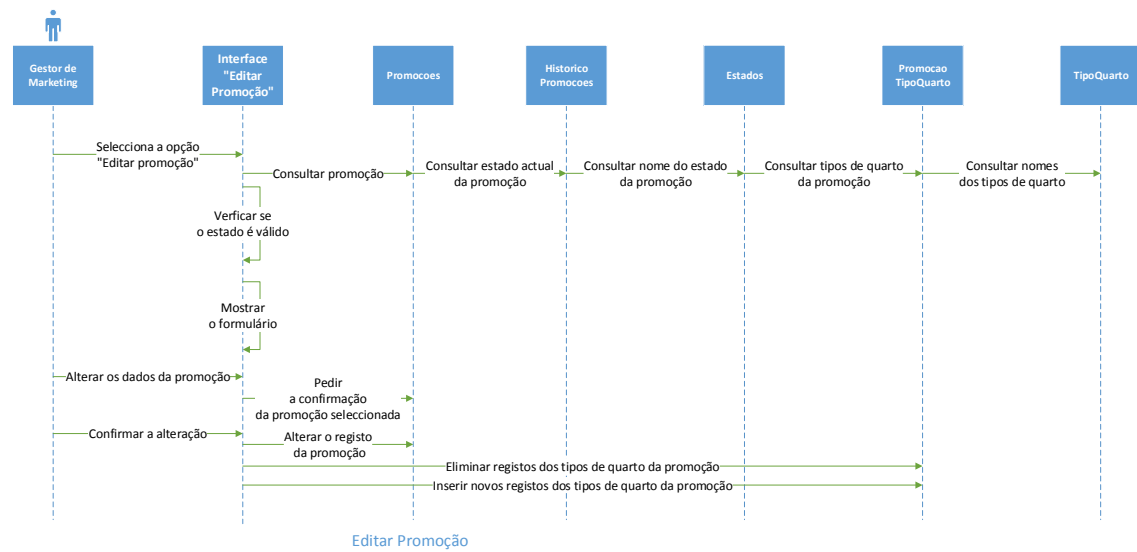 Gestor de
Marketing
Interface
"Editar
Promoção"
Promocoes
Historico
Promocoes
Estados
Promocao
TipoQuarto
TipoQuarto
Selecciona a opção
"Editar promoção"
Consultar promoção
Consultar estado actual
da promoção
Consultar nome do estado
da promoção
Consultar tipos de quarto
da promoção
Consultar nomes
dos tipos de quarto
Verficar se
o estado é válido
Mostrar
o formulário
Alterar os dados da promoção
Pedir
a confirmação
da promoção seleccionada
Confirmar a alteração
Alterar o registo
da promoção
Eliminar registos dos tipos de quarto da promoção
Inserir novos registos dos tipos de quarto da promoção
Editar Promoção